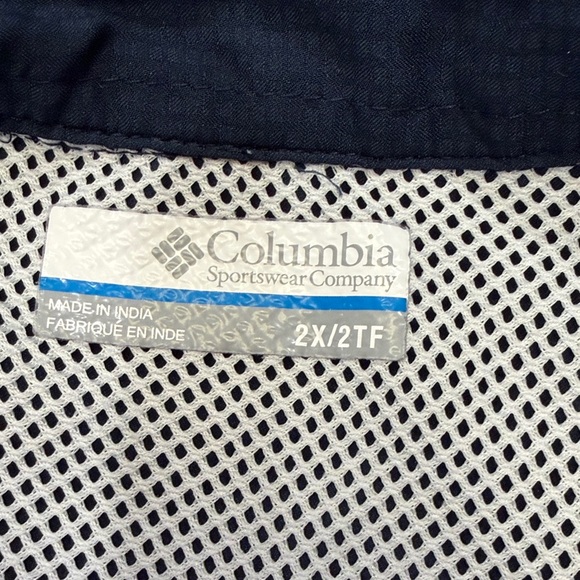 Columbia
Sportswear Company
MADE IN INDIA
FABRIQUÉ EN INDE
2X/2TF